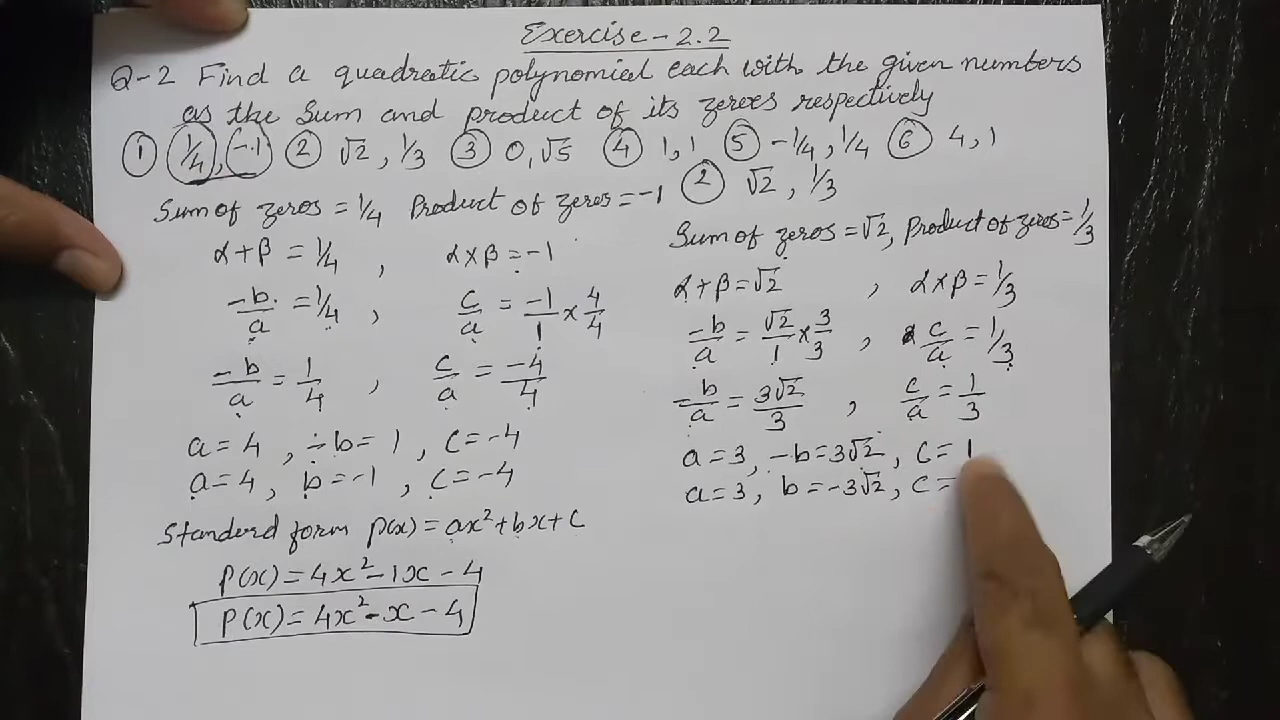 Exercise - 2.2
Q-2 Find a quadratic polynomial each with the given numbers
as the Sum and product of its zeroes respectively
① 1/4, -1 ② √2, 1/3 ③ 0, √5 ④ 1, 1 ⑤ -1/4, 1/4 ⑥ 4, 1
Sum of zeros = 1/4 Product of zeros = -1
α + β = 1/4 , α × β = -1
-b/a = 1/4 , c/a = -1/1 × 4/4
-b/a = 1/4 , c/a = -4/4
a = 4 , -b = 1 , c = -4
a = 4 , b = -1 , c = -4
Standard form p(x) = ax² + bx + c
P(x) = 4x² - 1x - 4
P(x) = 4x² - x - 4
② √2 , 1/3
Sum of zeros = √2, Product of zeros = 1/3
α + β = √2 , α × β = 1/3
-b/a = √2/1 × 3/3 , c/a = 1/3
-b/a = 3√2/3 , c/a = 1/3
a = 3, -b = 3√2, c = 1
a = 3, b = -3√2, c =